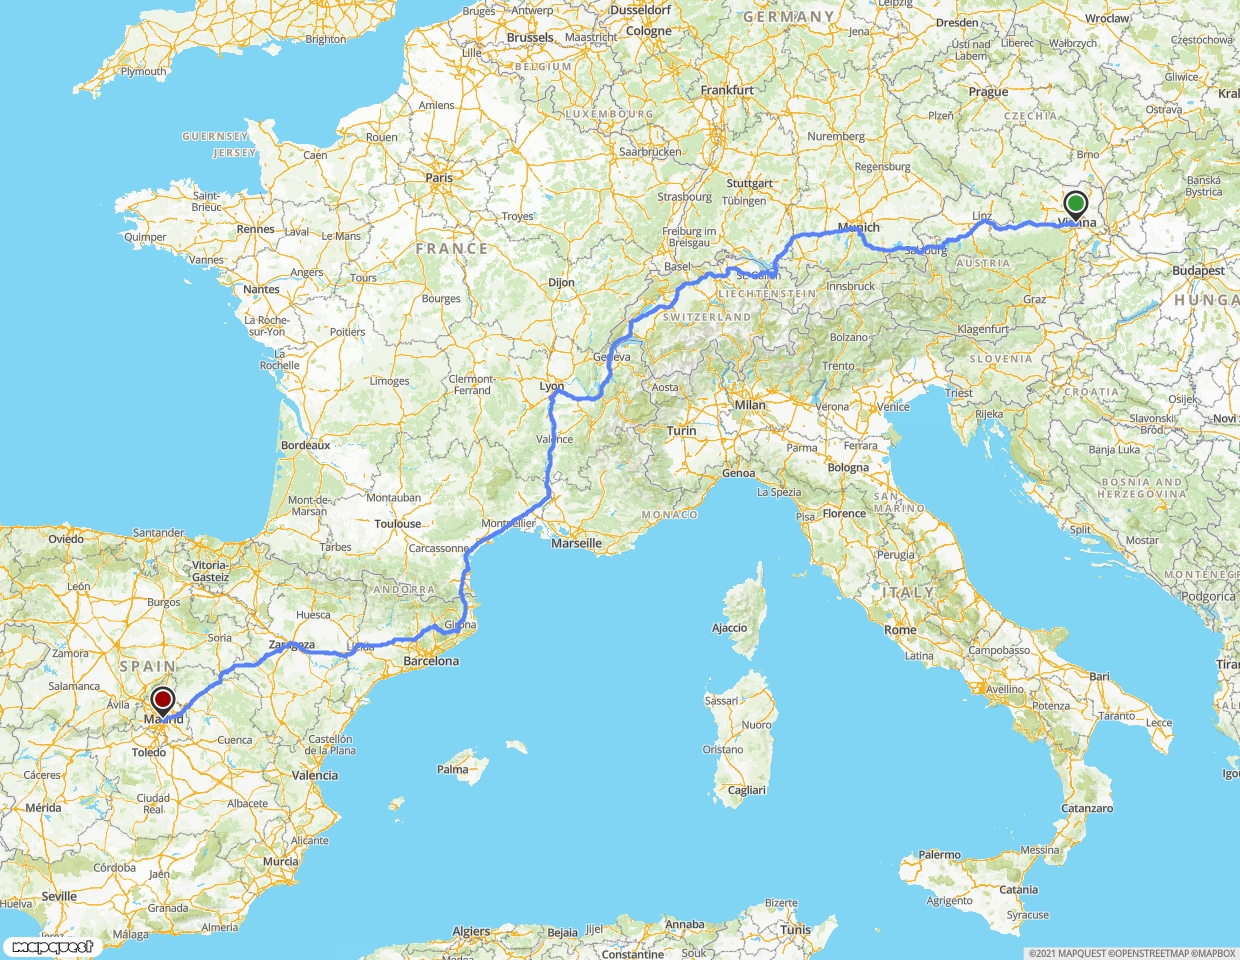 Bruges
Antwerp
Dusseldorf
GERMANY
Leipzig
Dresden
Wroclaw
Brighton
Brussels
Maastricht
Cologne
Jena
Ústí nad
Labem
Liberec
Wałbrzych
Częstochowa
Lille
BELGIUM
Plymouth
Gliwice
Frankfurt
Prague
Krak
Amiens
LUXEMBOURG
Plzeń
CZECHIA
Ostrava
GUERNSEY
JERSEY
Rouen
Nuremberg
Caen
Saarbrücken
Regensburg
Brno
Paris
Stuttgart
Banská
Bystrica
Saint-
Brieuc
Strasbourg
Tübingen
Quimper
Rennes
Laval
Le Mans
Troyes
Freiburg im
Breisgau
Munich
Linz
Vienna
FRANCE
Salzburg
Vannes
Angers
Tours
Dijon
Basel
St. Gallen
AUSTRIA
Budapest
Nantes
Bourges
LIECHTENSTEIN
Innsbruck
Graz
HUNGA
La Roche-
sur-Yon
Poitiers
SWITZERLAND
Klagenfurt
Bolzano
La
Rochelle
Geneva
SLOVENIA
Trento
Limoges
Clermont-
Ferrand
Lyon
Aosta
CROATIA
Triest
Osijek
Milan
Verona
Venice
Rijeka
Slavonski
Brod
Novi
Turin
Bordeaux
Valence
Parma
Ferrara
Banja Luka
Bologna
Genoa
BOSNIA AND
HERZEGOVINA
Mont-de-
Marsan
Montauban
La Spezia
SAN
MARINO
MONACO
Pisa
Florence
Toulouse
Montpellier
Split
Santander
Oviedo
Marseille
Mostar
Tarbes
Carcassonne
Perugia
Vitoria-
Gasteiz
MONTENEGR
León
ANDORRA
ITALY
Podgorica
Burgos
Huesca
Ajaccio
Girona
Rome
Soria
Zaragoza
Campobasso
Zamora
Lleida
Barcelona
Latina
Tiran
SPAIN
Bari
Salamanca
Avellino
Sassari
Ávila
Potenza
AL
Madrid
Taranto
Lecce
Nuoro
Cuenca
Castellón
de la Plana
Toledo
Oristano
Palma
Igo
Cáceres
Valencia
Cagliari
Ciudad
Real
Albacete
Mérida
Catanzaro
Alicante
Messina
Palermo
Murcia
Córdoba
Jaén
Catania
Seville
Agrigento
Huelva
Granada
Bizerte
Syracuse
Almería
Málaga
Jerez
Algiers
Bejaia
Jijel
Annaba
Tunis
mapquest
Medea
Constantine
Souk
©2021 MAPQUEST ©OPENSTREETMAP ©MAPBOX